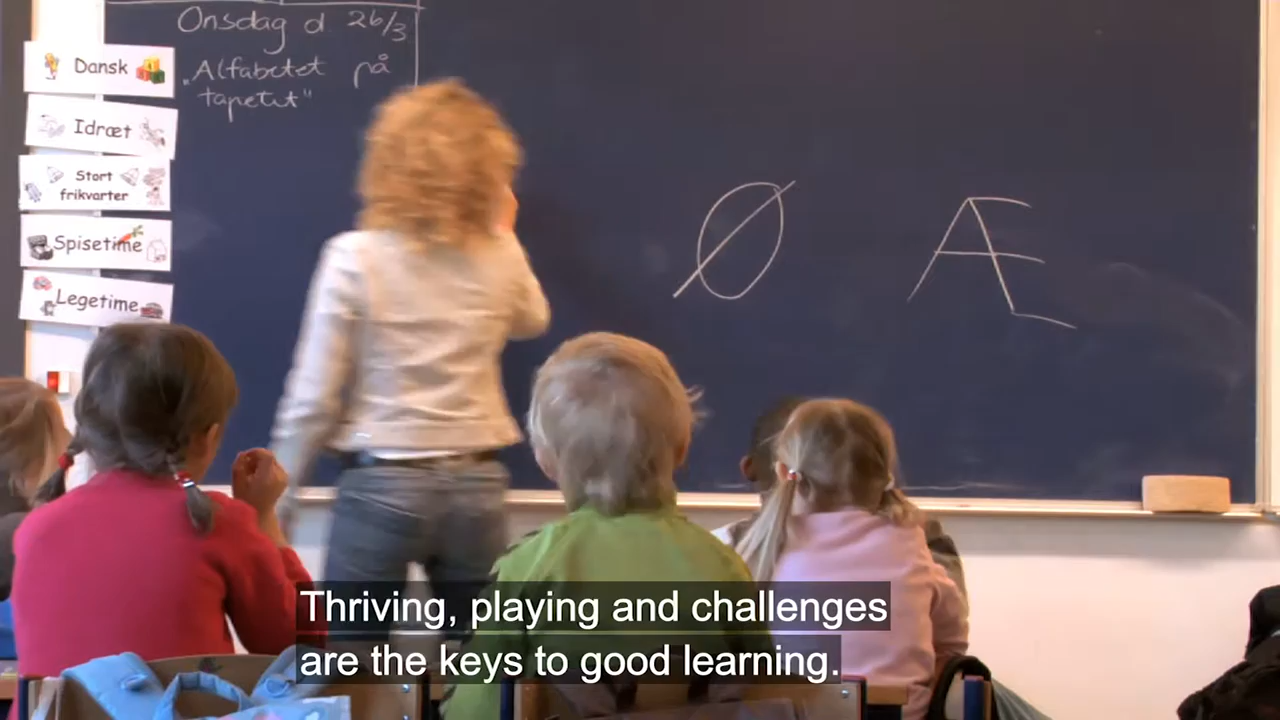 Onsdag d 26/3
"Alfabetet på
tapetet"
Dansk
Idræt
Stort
frikvarter
Spisetime
Legetime
Ø Æ
Thriving, playing and challenges
are the keys to good learning.